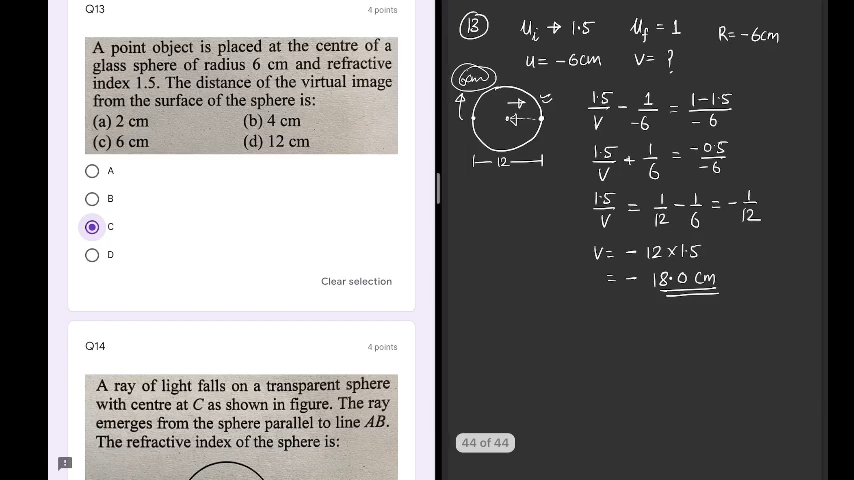 Q13
4 points
A point object is placed at the centre of a
glass sphere of radius 6 cm and refractive
index 1.5. The distance of the virtual image
from the surface of the sphere is:
(a) 2 cm (b) 4 cm
(c) 6 cm (d) 12 cm
A
B
C
D
Clear selection
Q14
4 points
A ray of light falls on a transparent sphere
with centre at C as shown in figure. The ray
emerges from the sphere parallel to line AB.
The refractive index of the sphere is:
13 μi → 1.5 μf = 1 R = -6cm
u = -6cm v = ?
6cm
12
1.5/v - 1/-6 = 1-1.5/-6
1.5/v + 1/6 = -0.5/-6
1.5/v = 1/12 - 1/6 = -1/12
v = - 12 x 1.5
= - 18.0 cm
44 of 44